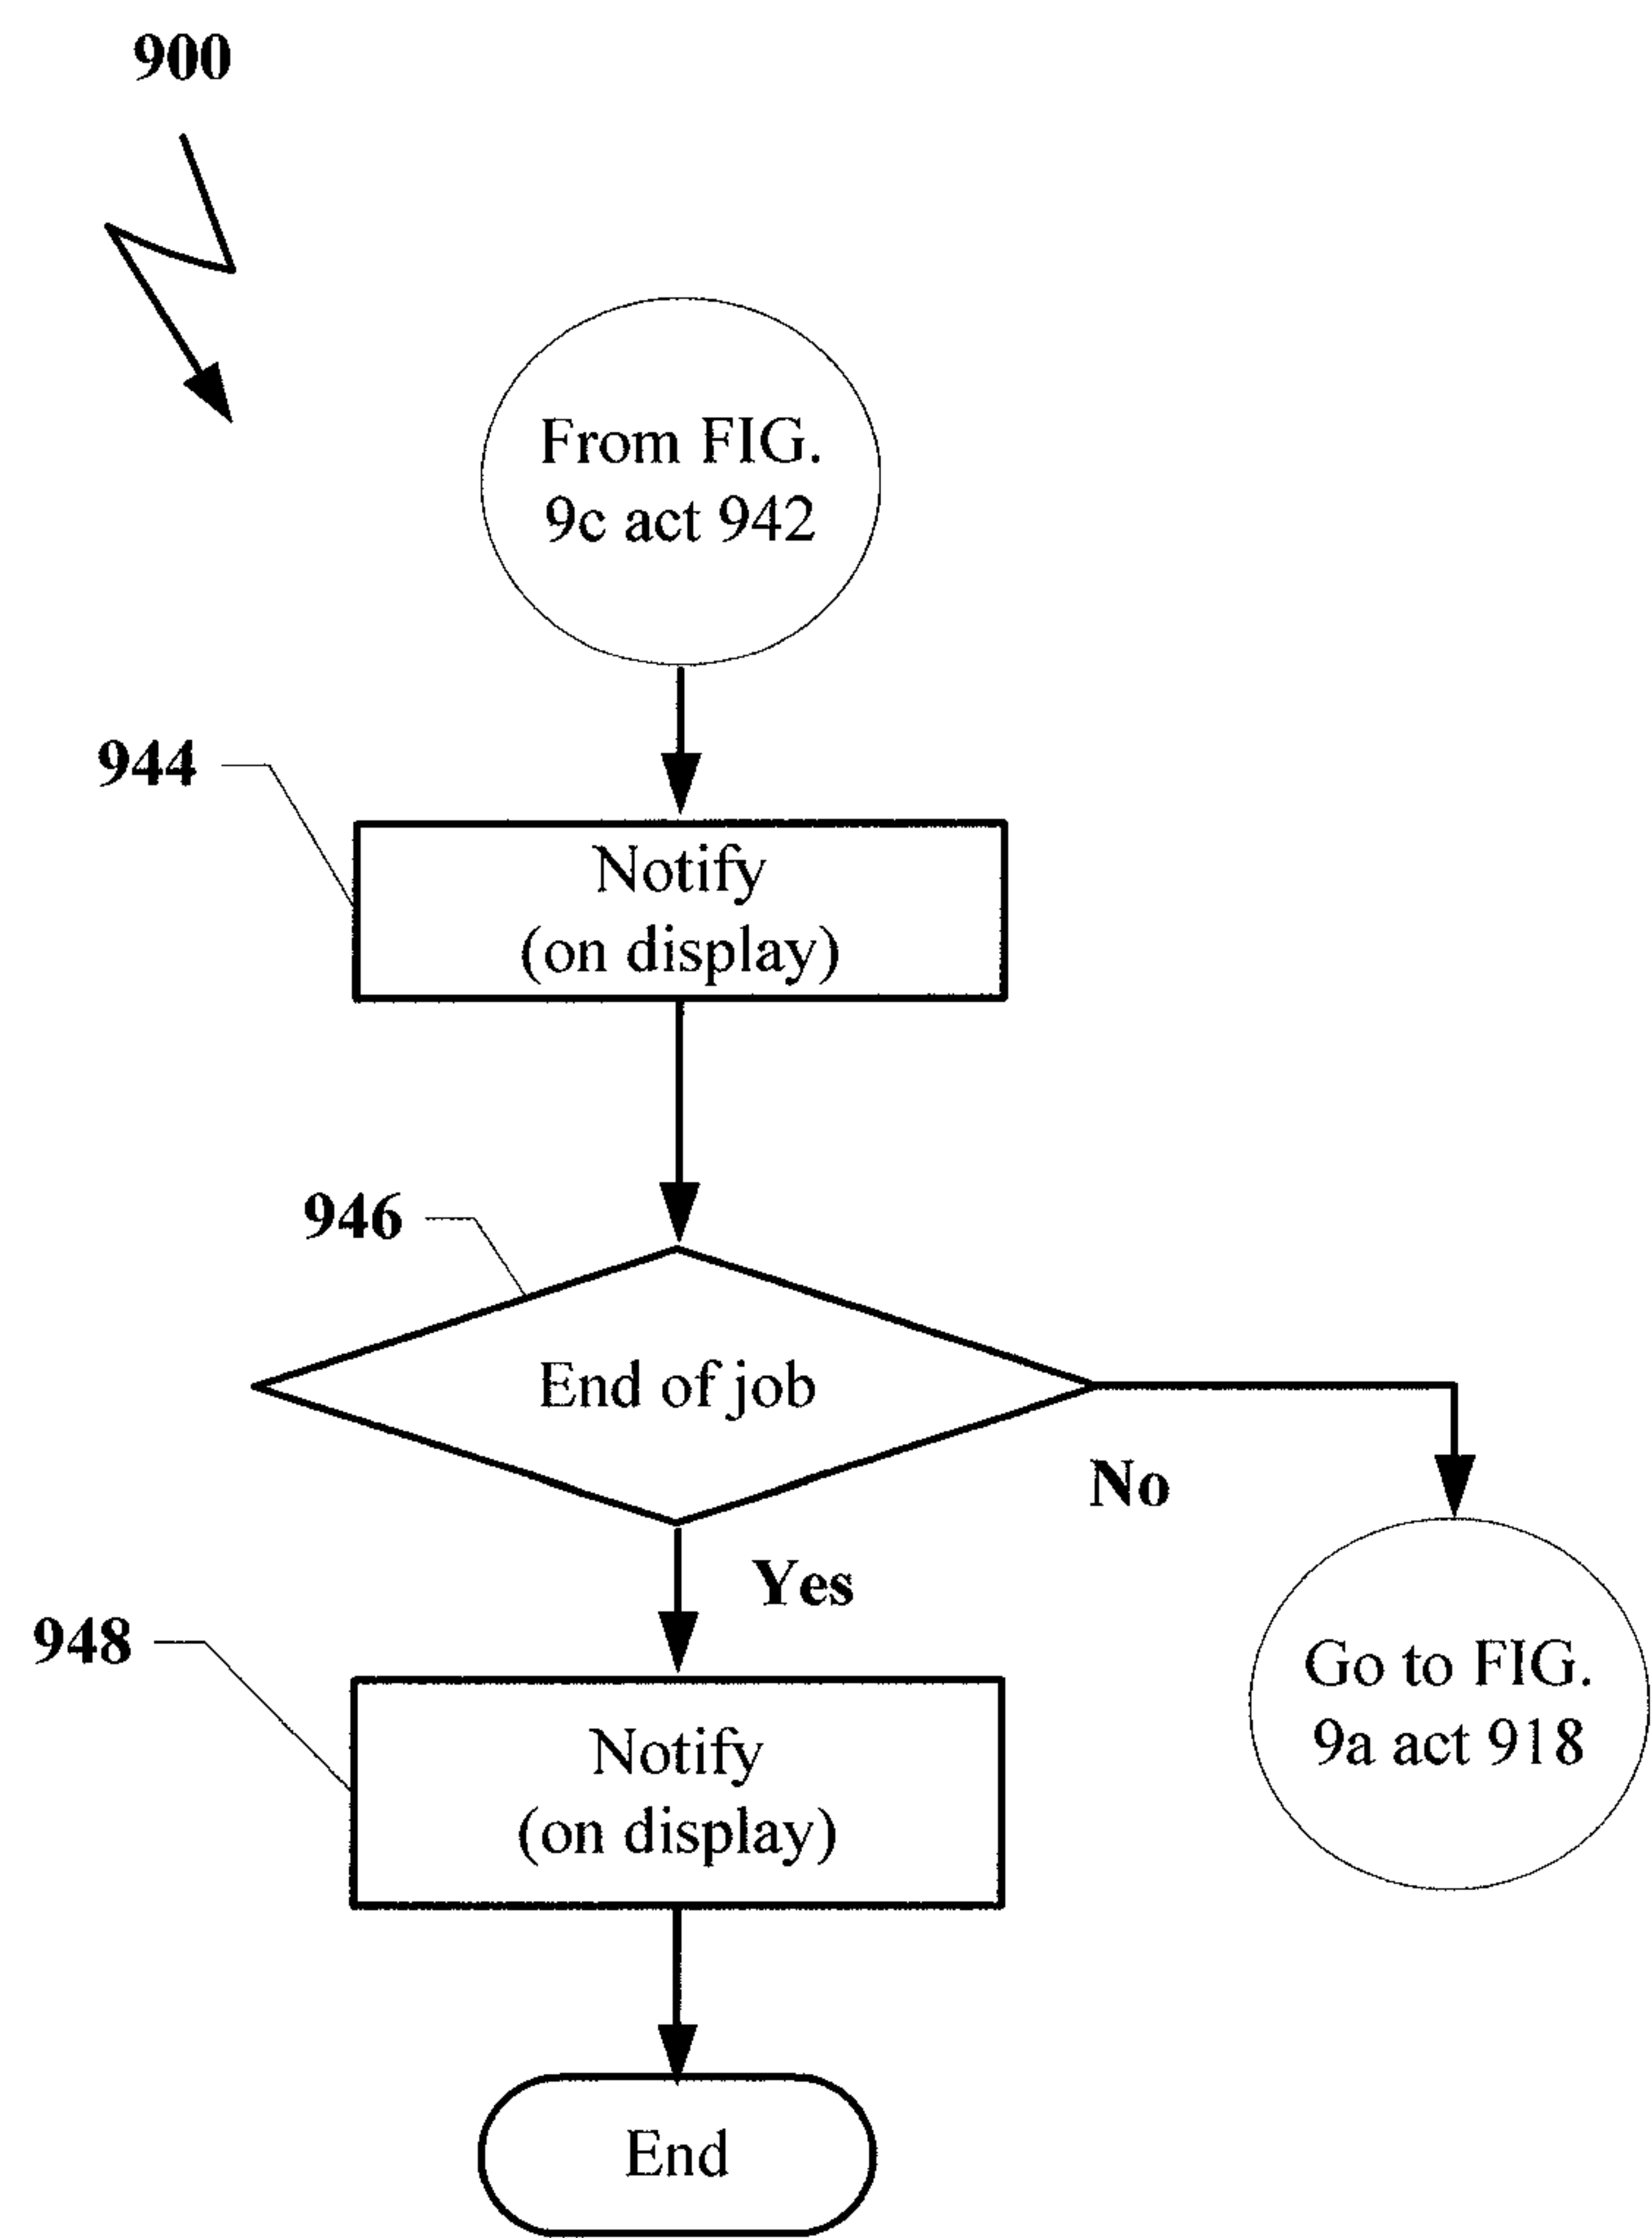 900
From FIG.
9c act 942
944
Notify
(on display)
946
End of job
No
Yes
948
Notify
(on display)
Go to FIG.
9a act 918
End